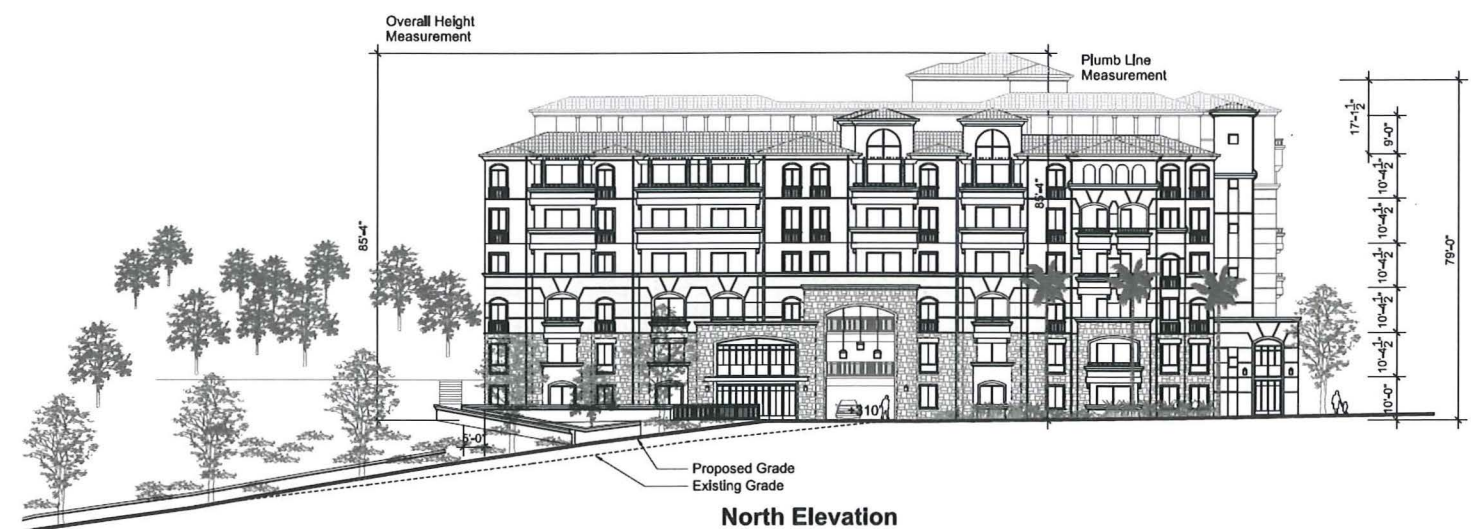 Overall Height
Measurement
Plumb Line
Measurement
17'-1½"
9'-0"
10'-4½"
10'-4½"
10'-4½"
10'-4½"
10'-4½"
10'-0"
79'-0"
85'-4"
85'-4"
+310'
5'-0"
Proposed Grade
Existing Grade
North Elevation